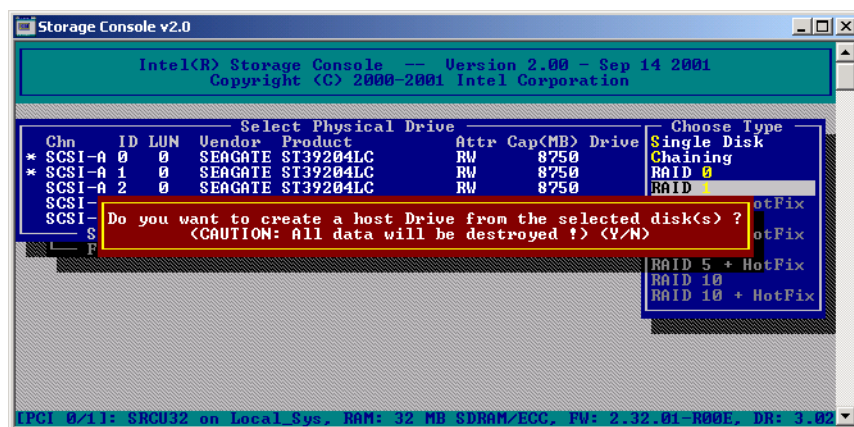 Storage Console v2.0
Intel(R) Storage Console -- Version 2.00 - Sep 14 2001
Copyright (C) 2000-2001 Intel Corporation
Select Physical Drive
Chn ID LUN Vendor Product Attr Cap(MB) Drive
* SCSI-A 0 0 SEAGATE ST39204LC RW 8750
* SCSI-A 1 0 SEAGATE ST39204LC RW 8750
SCSI-A 2 0 SEAGATE ST39204LC RW 8750
SCSI-
SCSI-
S
F
Choose Type
Single Disk
Chaining
RAID 0
RAID 1
otFix
otFix
RAID 5 + HotFix
RAID 10
RAID 10 + HotFix
Do you want to create a host Drive from the selected disk(s) ?
(CAUTION: All data will be destroyed !) (Y/N)
[PCI 0/1]: SRCU32 on Local_Sys, RAM: 32 MB SDRAM/ECC, FW: 2.32.01-R00E, DR: 3.02